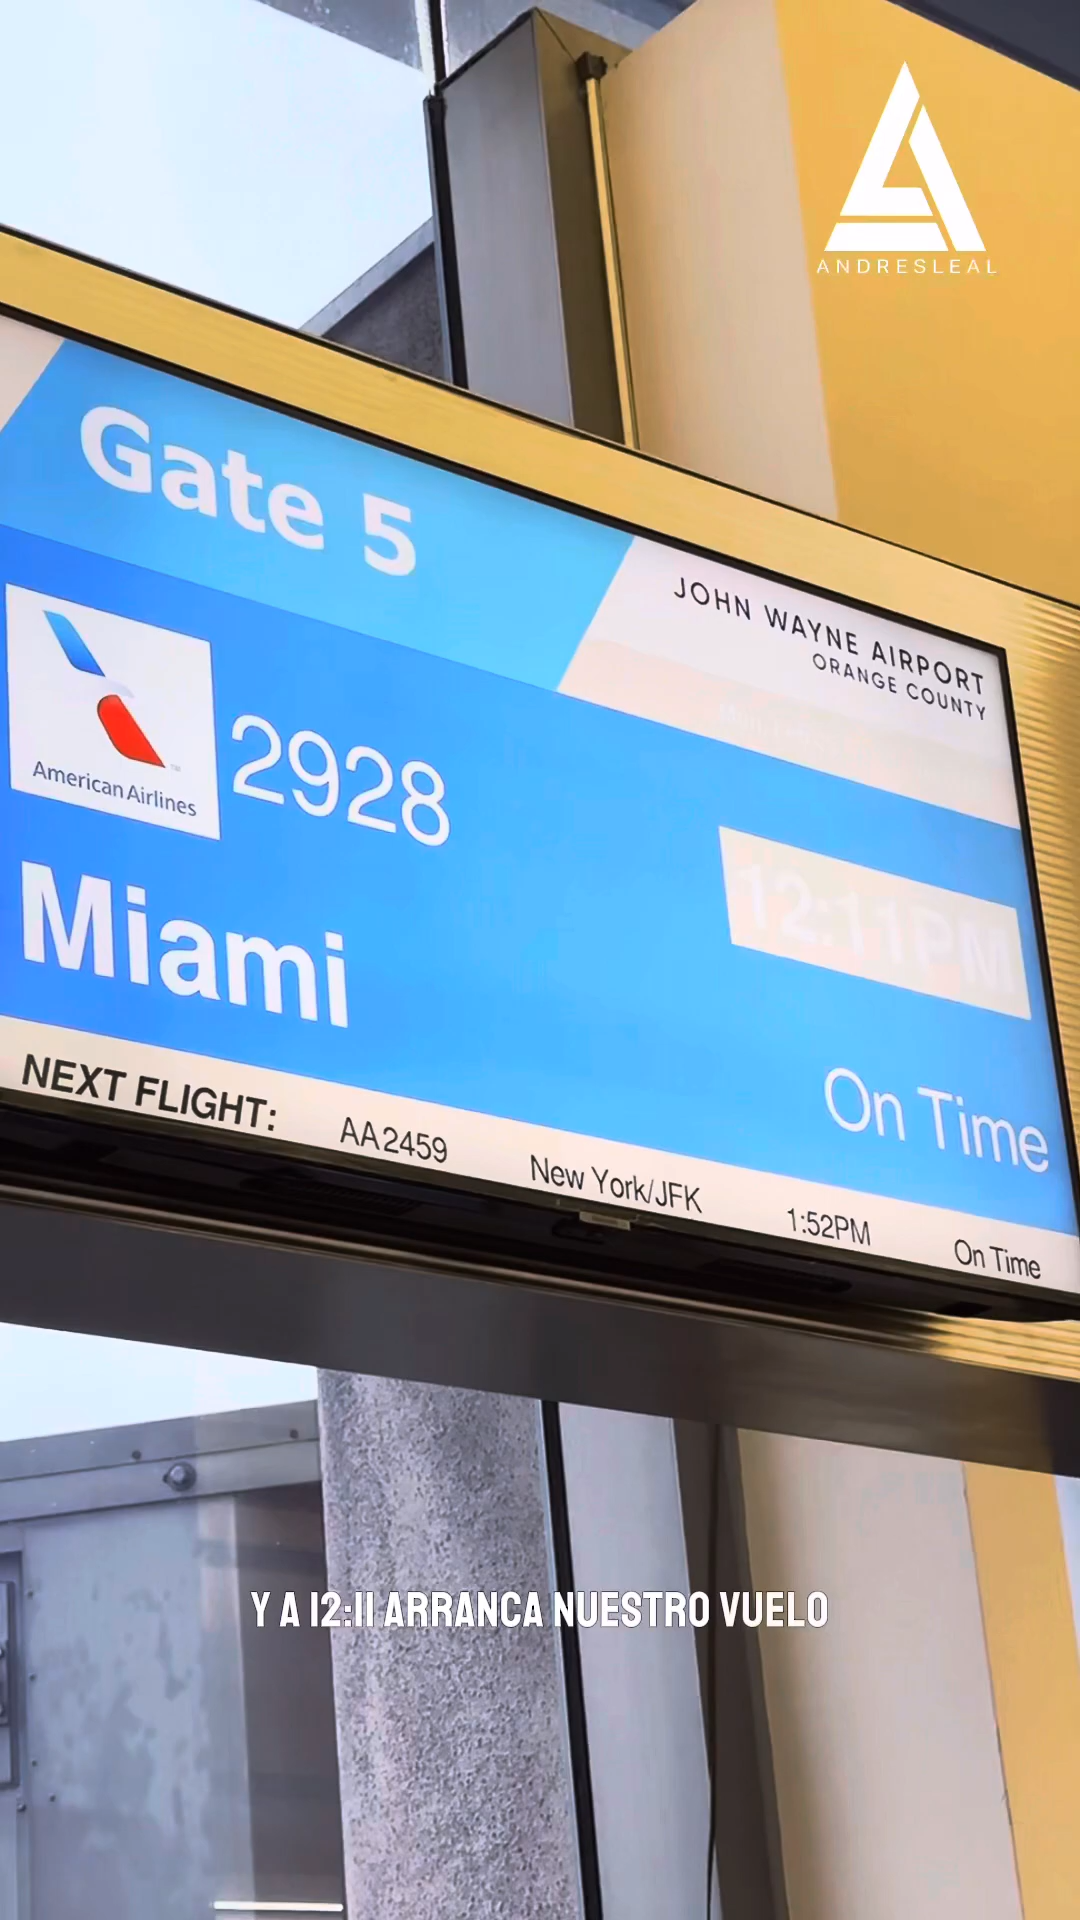 ANDRESLEAL
Gate 5
JOHN WAYNE AIRPORT
ORANGE COUNTY
American Airlines
2928
12:11PM
Miami
On Time
NEXT FLIGHT: AA2459 New York/JFK 1:52PM On Time
Y A 12:11 ARRANCA NUESTRO VUELO